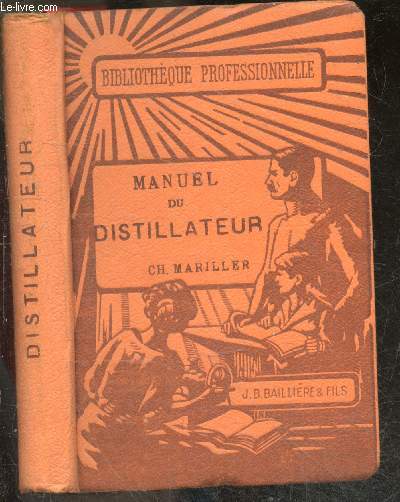 Le-livre.com
BIBLIOTHÈQUE PROFESSIONNELLE
MANUEL
DU
DISTILLATEUR
CH. MARILLER
J.B. BAILLIÈRE & FILS
DISTILLATEUR